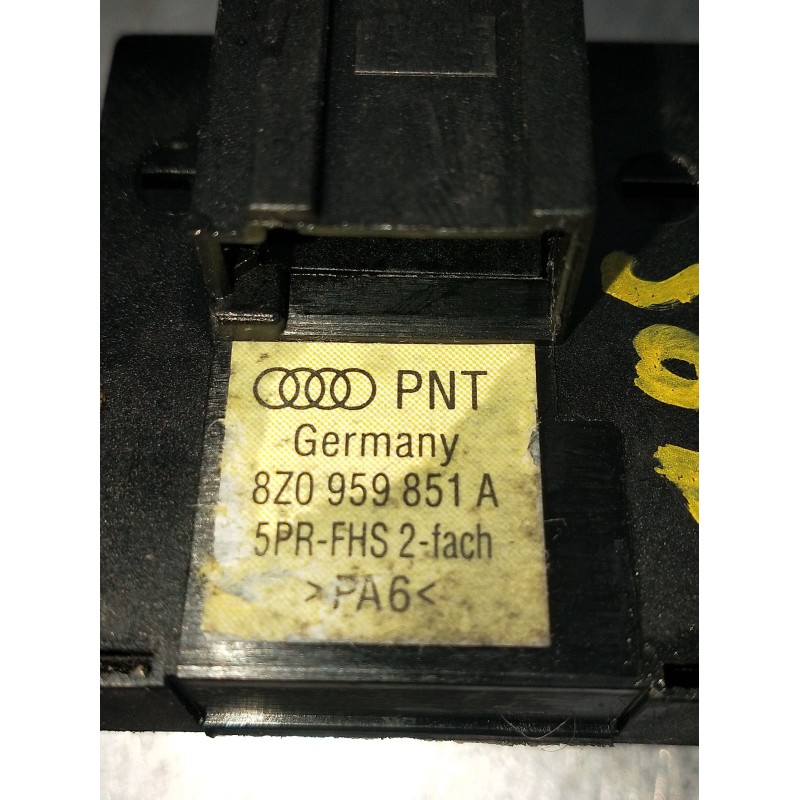 PNT
Germany
8Z0 959 851 A
5PR-FHS 2-fach
>PA6<